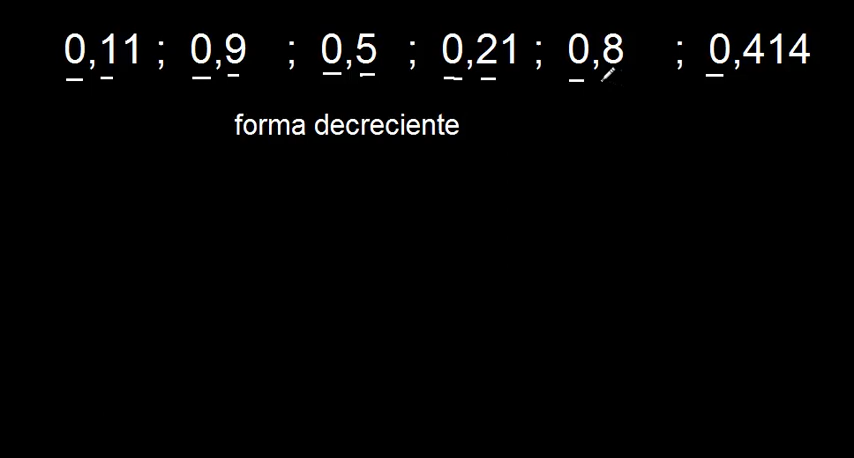 0,11 ; 0,9 ; 0,5 ; 0,21 ; 0,8 ; 0,414
forma decreciente